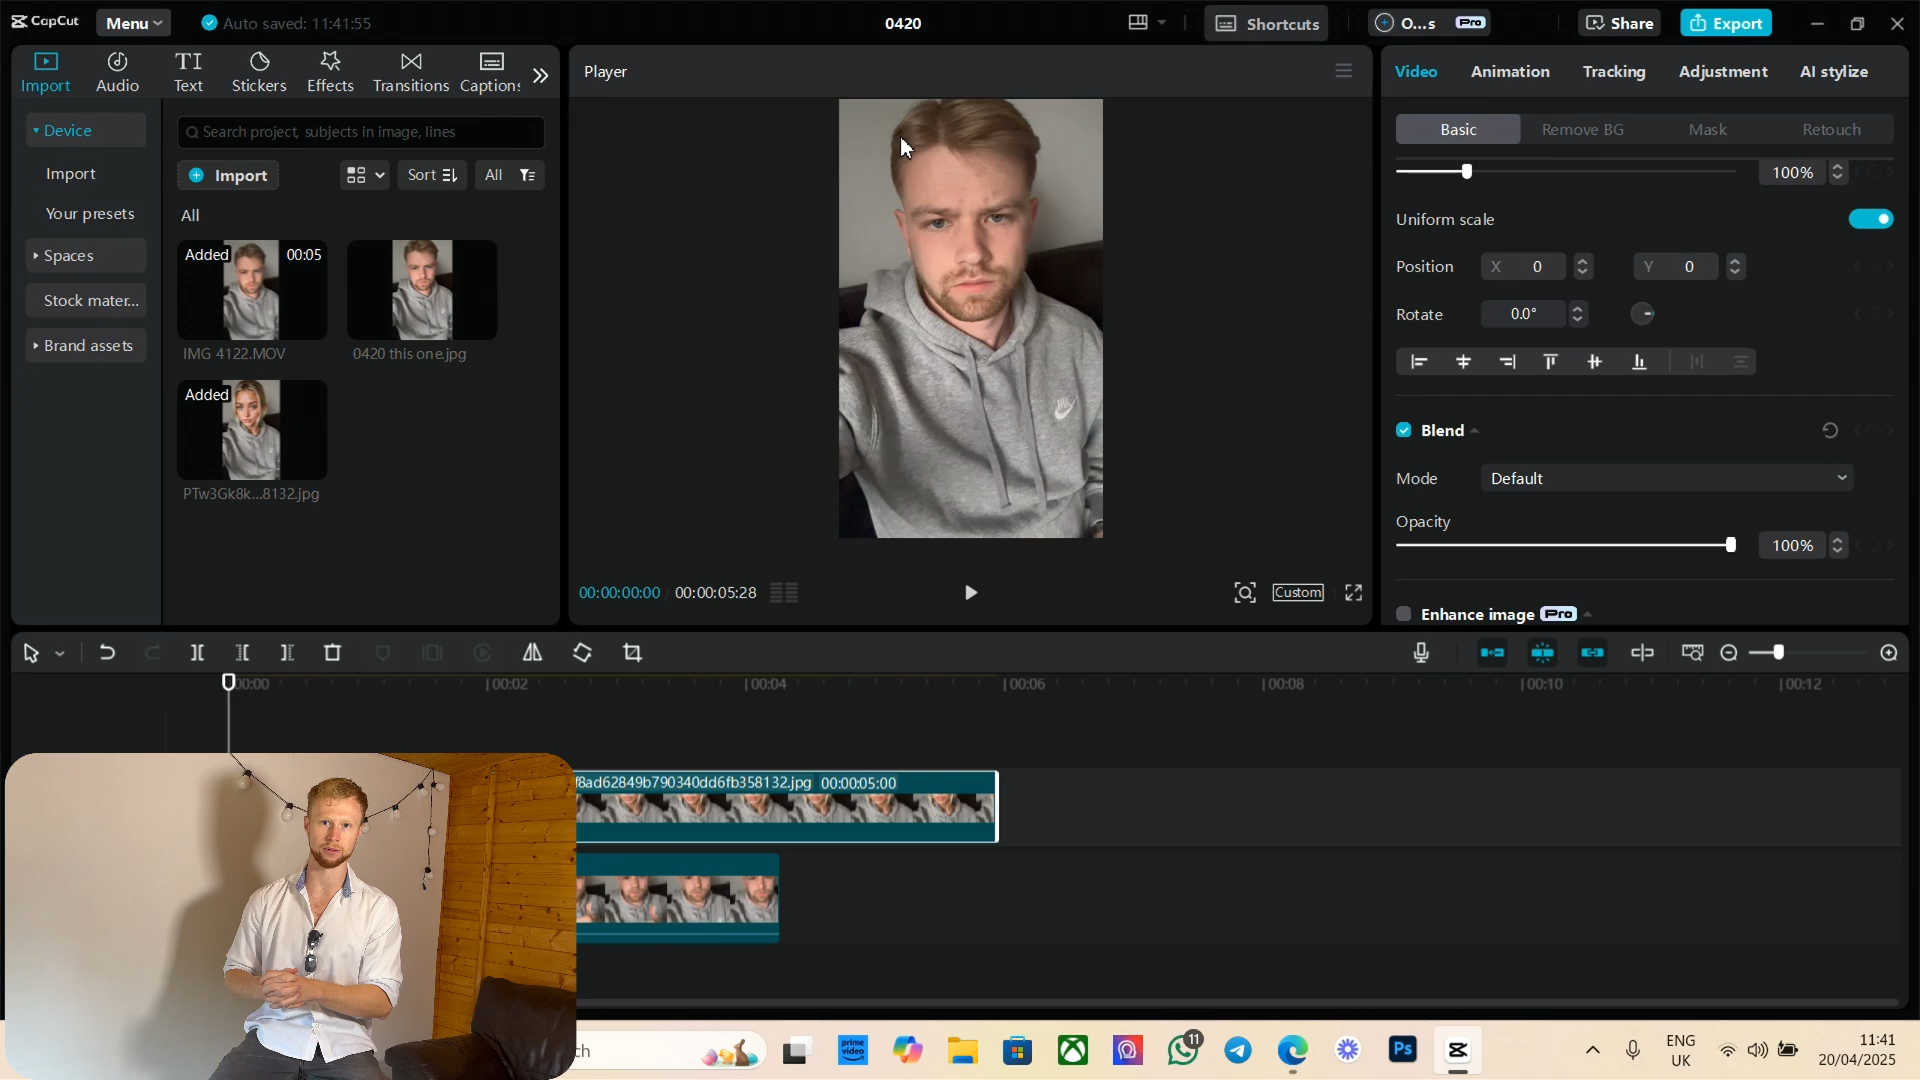 CapCut
Menu
Auto saved: 11:41:55
0420
Shortcuts
O...s
Pro
Share
Export
Import
Audio
Text
Stickers
Effects
Transitions
Captions
Player
Video
Animation
Tracking
Adjustment
AI stylize
Device
Import
Your presets
Spaces
Stock mater...
Brand assets
Search project, subjects in image, lines
Import
Sort
All
All
Added
00:05
IMG 4122.MOV
0420 this one.jpg
Added
PTw3Gk8k...8132.jpg
00:00:00:00
00:00:05:28
Custom
Basic
Remove BG
Mask
Retouch
100%
Uniform scale
Position
X
0
Y
0
Rotate
0.0°
Blend
Mode
Default
Opacity
100%
Enhance image
Pro
00:00
00:02
00:04
00:06
00:08
00:10
00:12
f8ad62849b790340dd6fb358132.jpg
00:00:05:00
ch
prime video
11
Ps
ENG
UK
11:41
20/04/2025